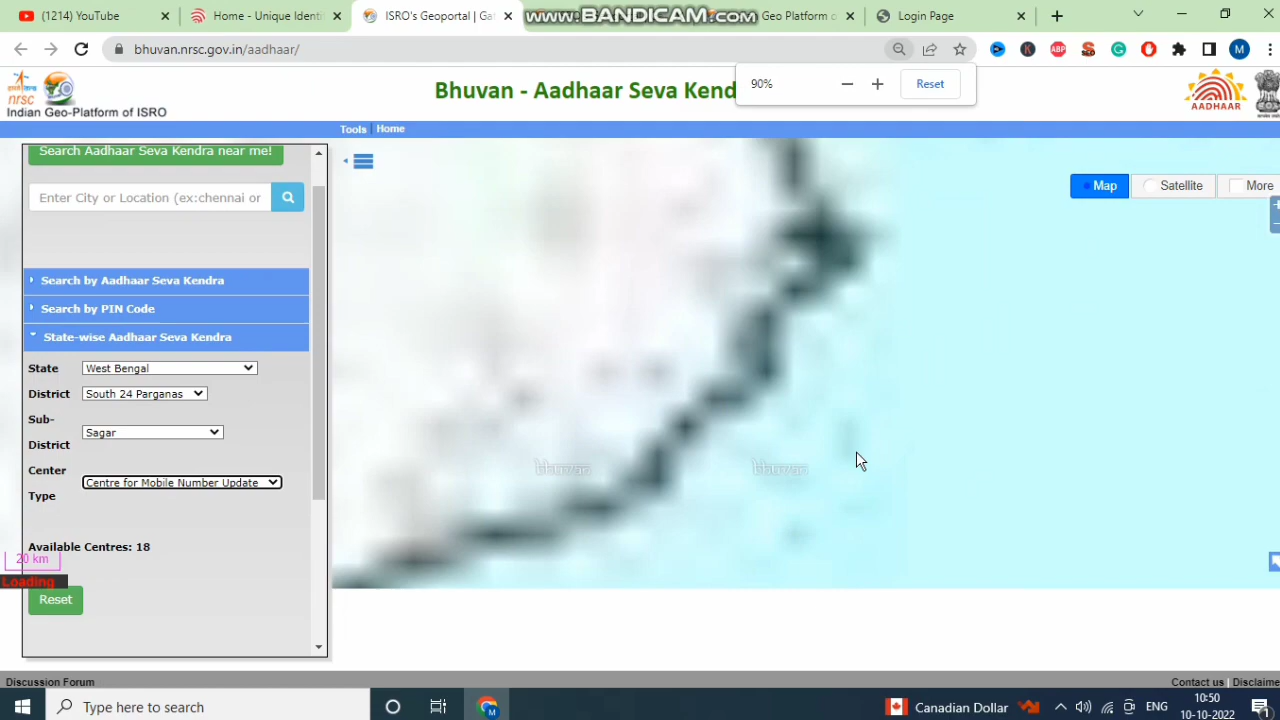 (1214) YouTube
Home - Unique Identi
ISRO's Geoportal | Ga
WWW.BANDICAM.COM
Geo Platform o
Login Page
bhuvan.nrsc.gov.in/aadhaar/
nrsc
Indian Geo-Platform of ISRO
Bhuvan - Aadhaar Seva Kend
90%
Reset
AADHAAR
Tools
Home
Search Aadhaar Seva Kendra near me!
Enter City or Location (ex:chennai or
Map
Satellite
More
Search by Aadhaar Seva Kendra
Search by PIN Code
State-wise Aadhaar Seva Kendra
State West Bengal
District South 24 Parganas
Sub-
District Sagar
Center
Type Centre for Mobile Number Update
Available Centres: 18
20 km
Loading
Reset
bhuvan
bhuvan
Discussion Forum
Contact us | Disclaime
Type here to search
Canadian Dollar
ENG
10:50
10-10-2022